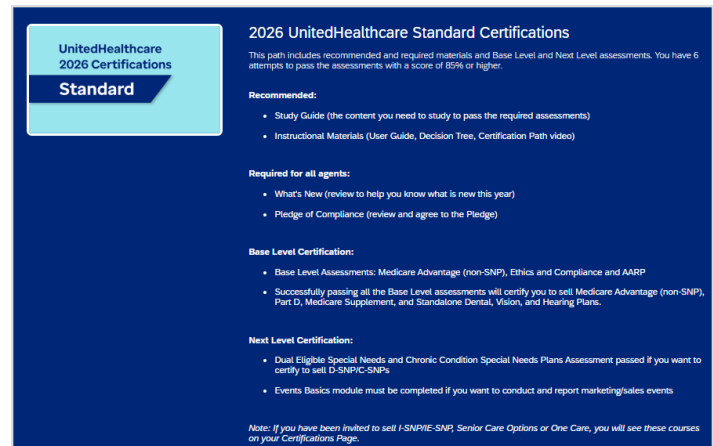 UnitedHealthcare
2026 Certifications
Standard
2026 UnitedHealthcare Standard Certifications
This path includes recommended and required materials and Base Level and Next Level assessments. You have 6
attempts to pass the assessments with a score of 85% or higher.
Recommended:
• Study Guide (the content you need to study to pass the required assessments)
• Instructional Materials (User Guide, Decision Tree, Certification Path video)
Required for all agents:
• What's New (review to help you know what is new this year)
• Pledge of Compliance (review and agree to the Pledge)
Base Level Certification:
• Base Level Assessments: Medicare Advantage (non-SNP), Ethics and Compliance and AARP
• Successfully passing all the Base Level assessments will certify you to sell Medicare Advantage (non-SNP),
Part D, Medicare Supplement, and Standalone Dental, Vision, and Hearing Plans.
Next Level Certification:
• Dual Eligible Special Needs and Chronic Condition Special Needs Plans Assessment passed if you want to
certify to sell D-SNP/C-SNPs
• Events Basics module must be completed if you want to conduct and report marketing/sales events
Note: If you have been invited to sell I-SNP/IE-SNP, Senior Care Options or One Care, you will see these courses
on your Certifications Page.